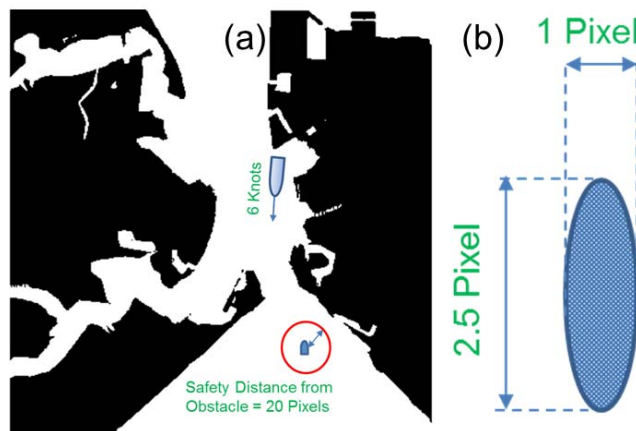 (a)
6 Knots
Safety Distance from
Obstacle = 20 Pixels
(b)
1 Pixel
2.5 Pixel